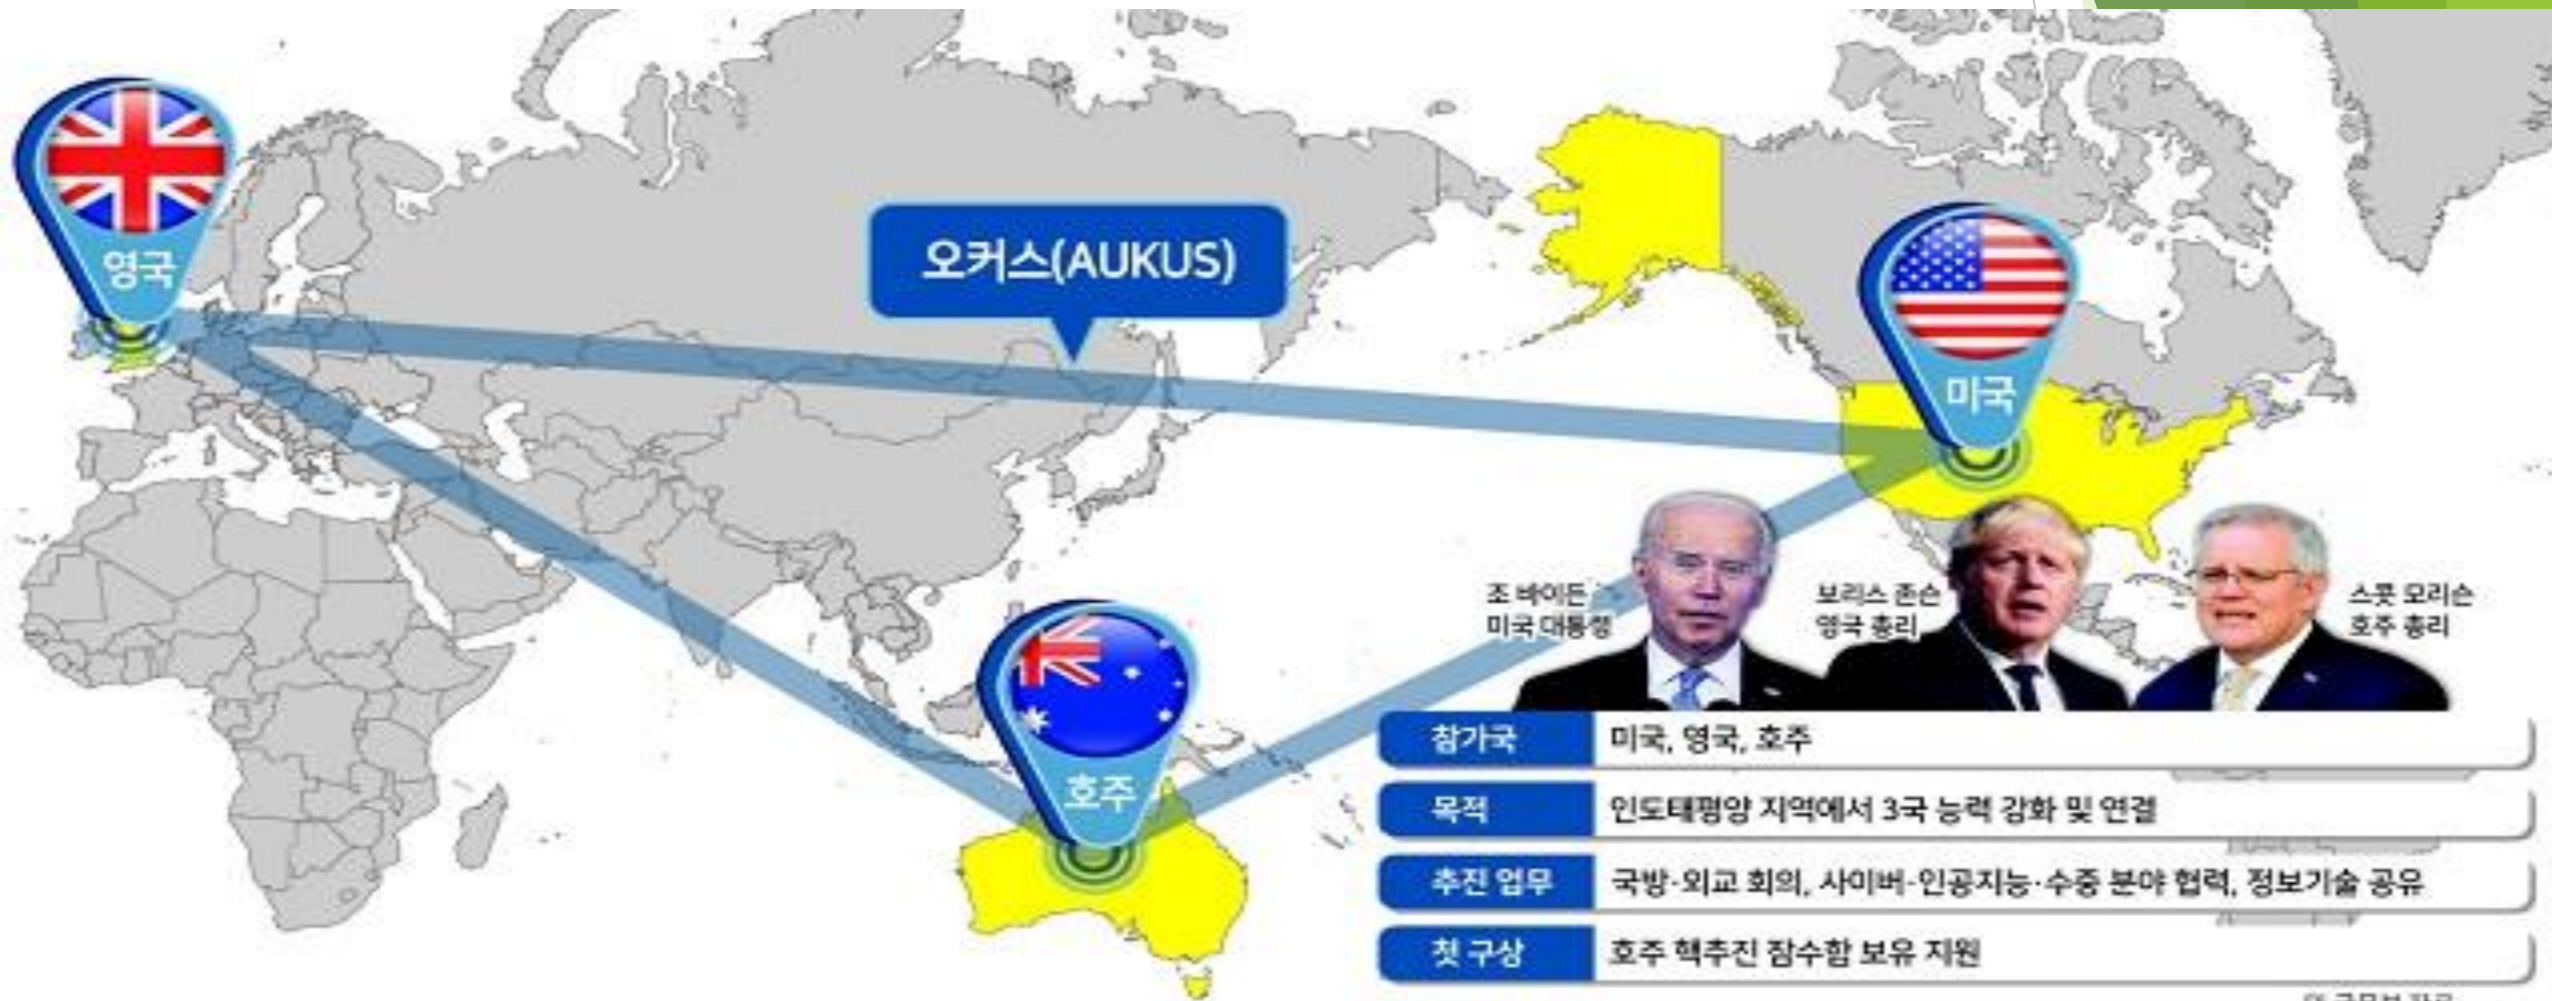 영국
오커스(AUKUS)
미국
호주
조 바이든
미국 대통령
보리스 존슨
영국 총리
스콧 모리슨
호주 총리
참가국 미국, 영국, 호주
목적 인도태평양 지역에서 3국 능력 강화 및 연결
추진 업무 국방·외교 회의, 사이버·인공지능·수중 분야 협력, 정보기술 공유
첫 구상 호주 핵추진 잠수함 보유 지원